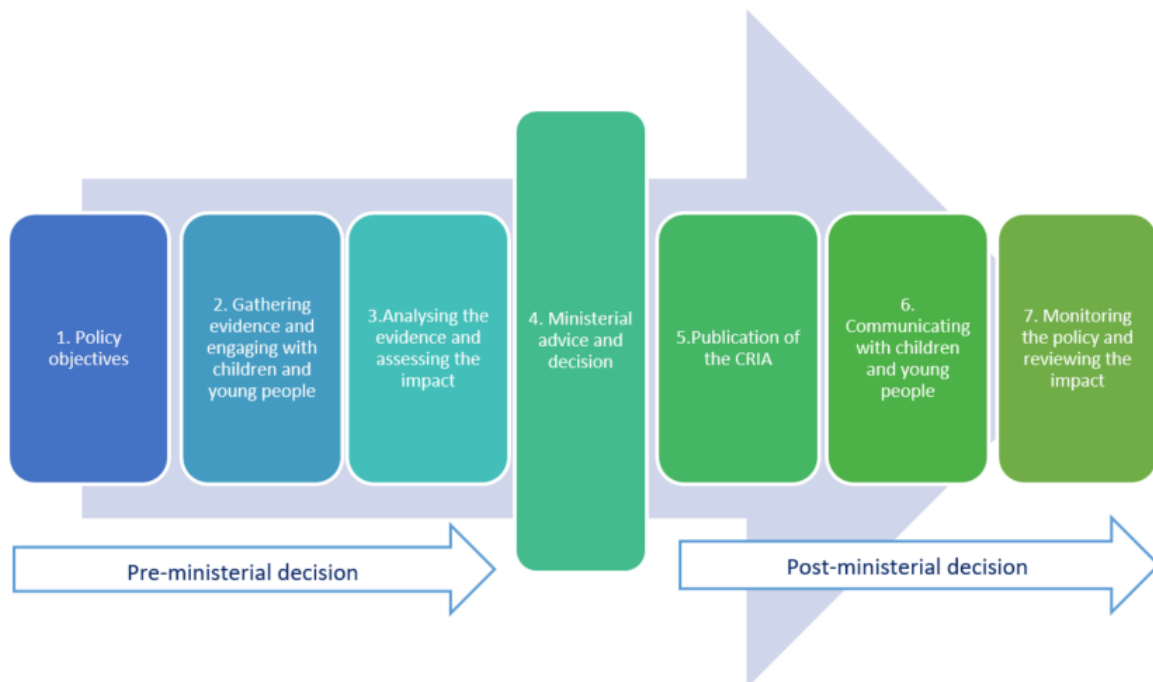 1. Policy
objectives
2. Gathering
evidence and
engaging with
children and
young people
3.Analysing the
evidence and
assessing the
impact
4. Ministerial
advice and
decision
5.Publication of
the CRIA
6.
Communicating
with children
and young
people
7. Monitoring
the policy and
reviewing the
impact
Pre-ministerial decision
Post-ministerial decision